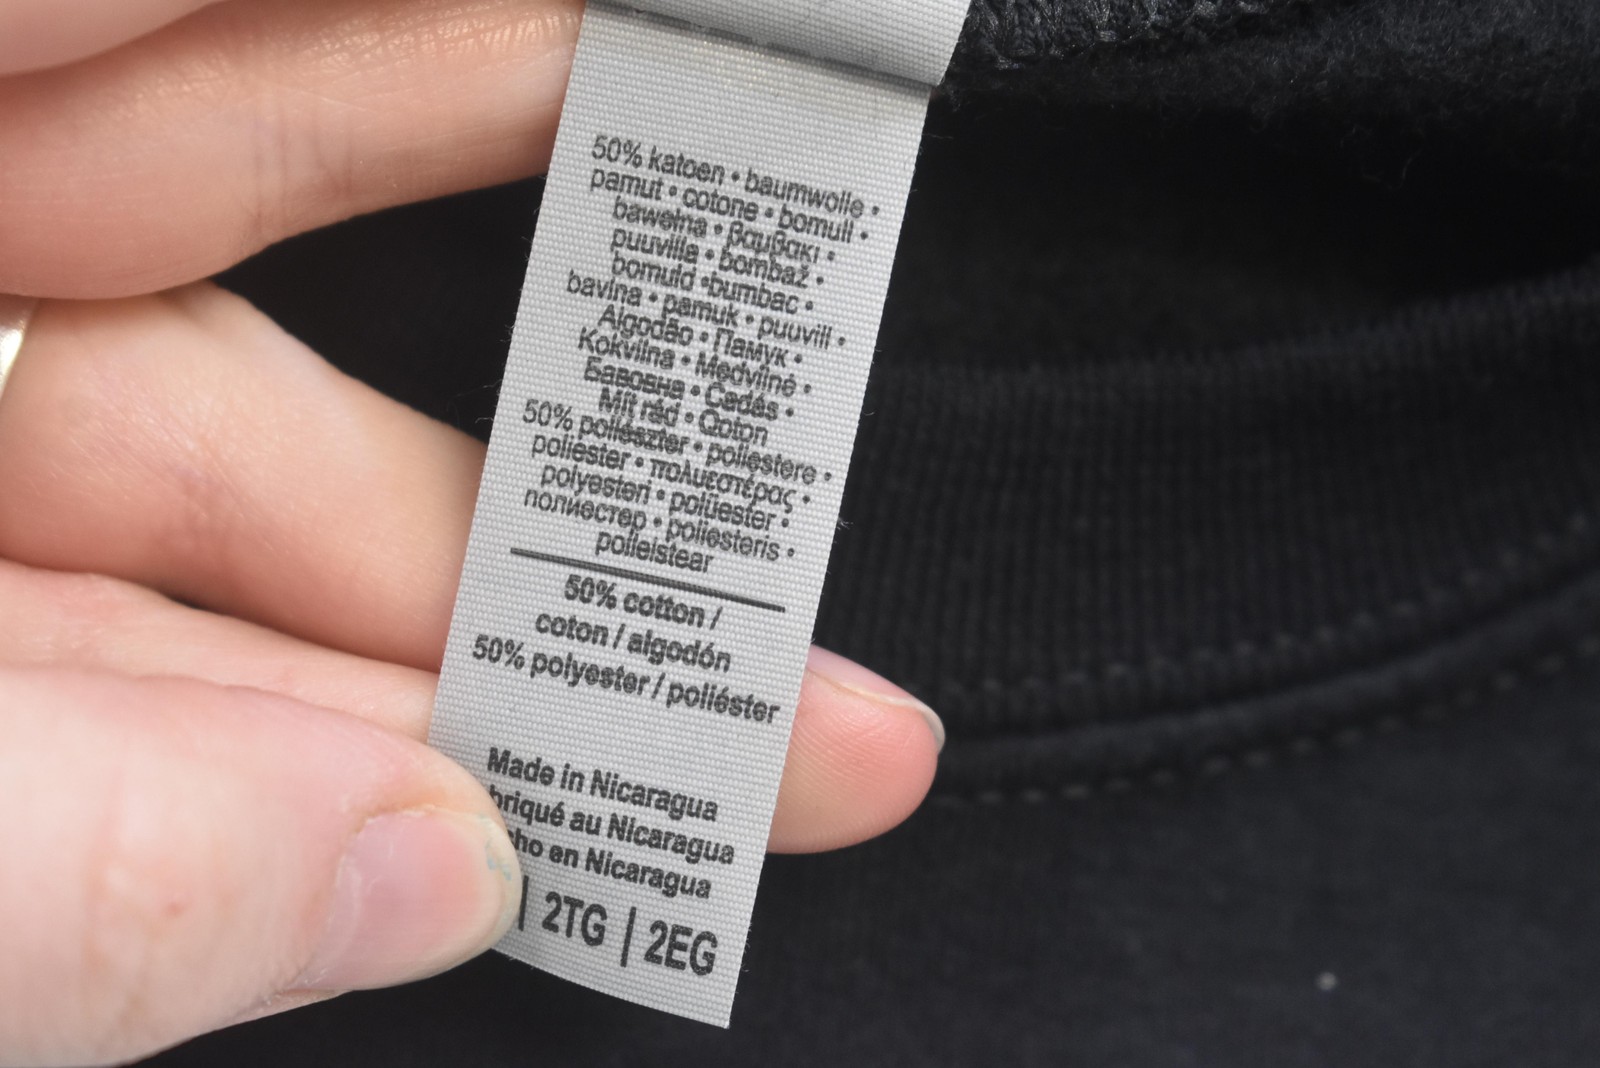 50% katoen • baumwolle •
pamut • cotone • bomull •
bawełna • βαμβακι •
puuvilla • bombaž •
bomuld •bumbac •
bavlna • pamuk • puuvill •
Algodão • Памук •
Kokvilna • Medvilnė •
Бавовна • Cadás •
Mit rád • Qoton
50% poliészter • poliestere •
poliester • πολυεστέρας •
polyesteri • polüester •
полиестер • poliesteris •
poileistear
50% cotton /
coton / algodón
50% polyester / poliéster
Made in Nicaragua
briqué au Nicaragua
cho en Nicaragua
| 2TG | 2EG